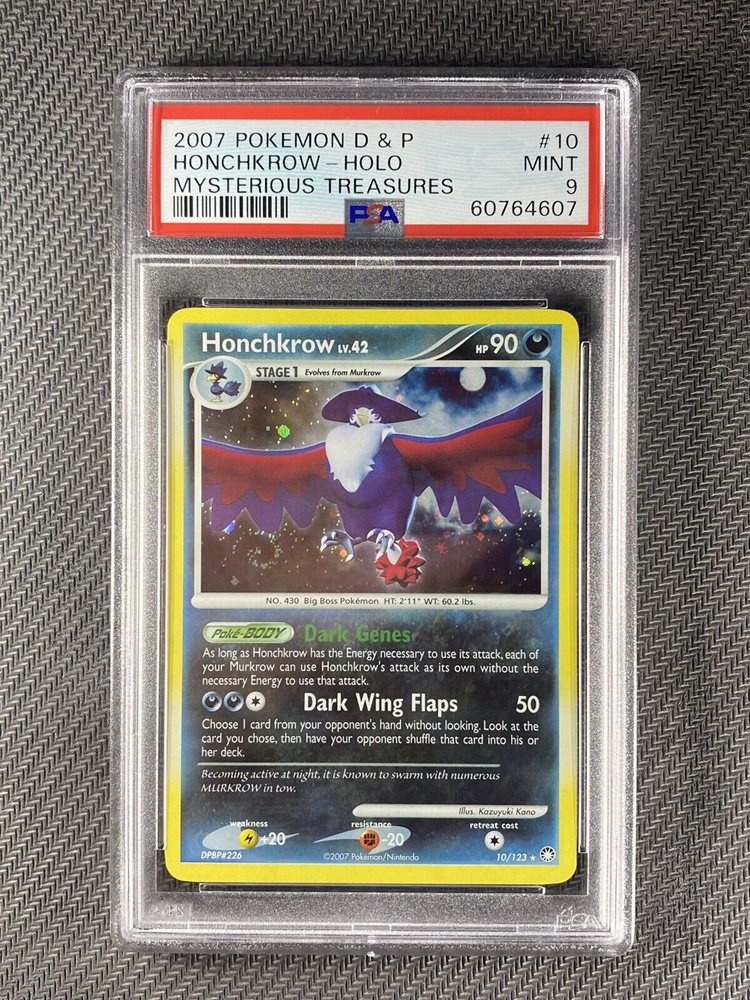 2007 POKEMON D & P #10
HONCHKROW - HOLO MINT
MYSTERIOUS TREASURES 9
PSA 60764607
Honchkrow LV.42 HP 90
STAGE 1 Evolves from Murkrow
NO. 430 Big Boss Pokémon HT: 2'11" WT: 60.2 lbs.
Poké-BODY Dark Genes
As long as Honchkrow has the Energy necessary to use its attack, each of
your Murkrow can use Honchkrow's attack as its own without the
necessary Energy to use that attack.
Dark Wing Flaps 50
Choose 1 card from your opponent's hand without looking. Look at the
card you chose, then have your opponent shuffle that card into his or
her deck.
Becoming active at night, it is known to swarm with numerous
MURKROW in tow.
Illus. Kazuyuki Kano
weakness resistance retreat cost
+20 -20
DPBP#226 ©2007 Pokémon/Nintendo 10/123